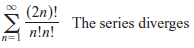 ∞
∑ (2n)!/n!n! The series diverges
n=1